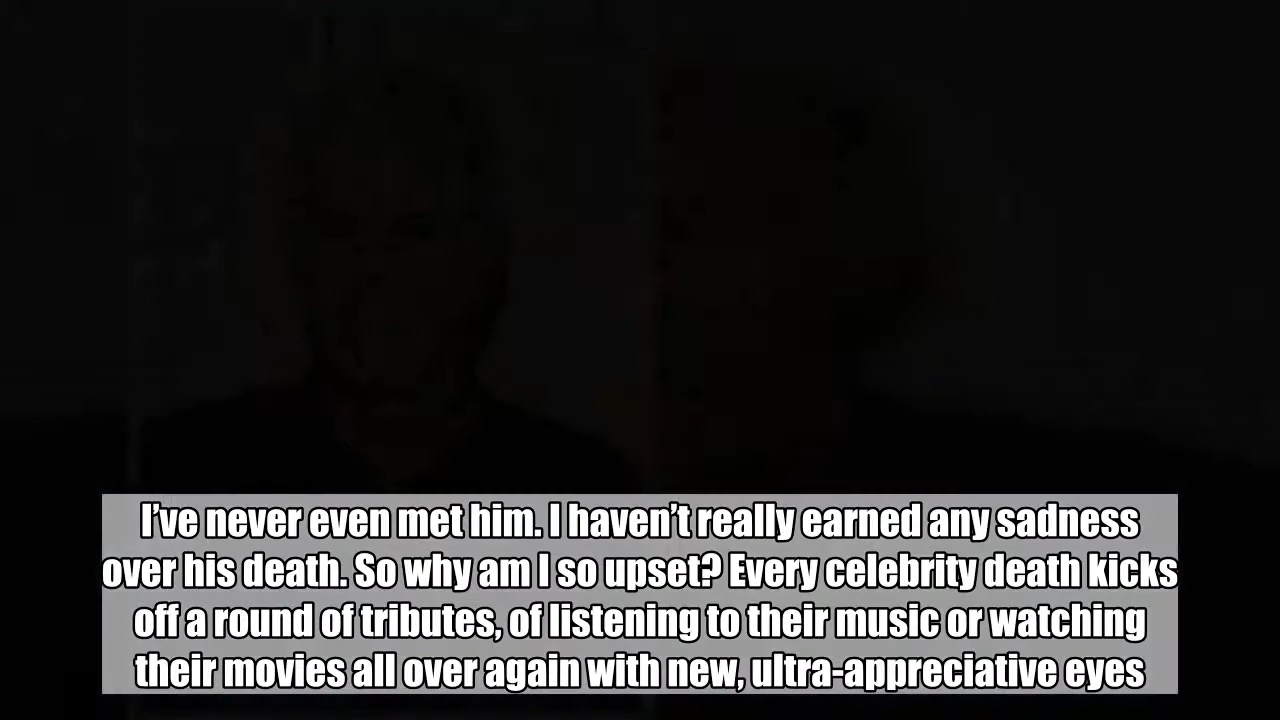 I’ve never even met him. I haven’t really earned any sadness
over his death. So why am I so upset? Every celebrity death kicks
off a round of tributes, of listening to their music or watching
their movies all over again with new, ultra-appreciative eyes